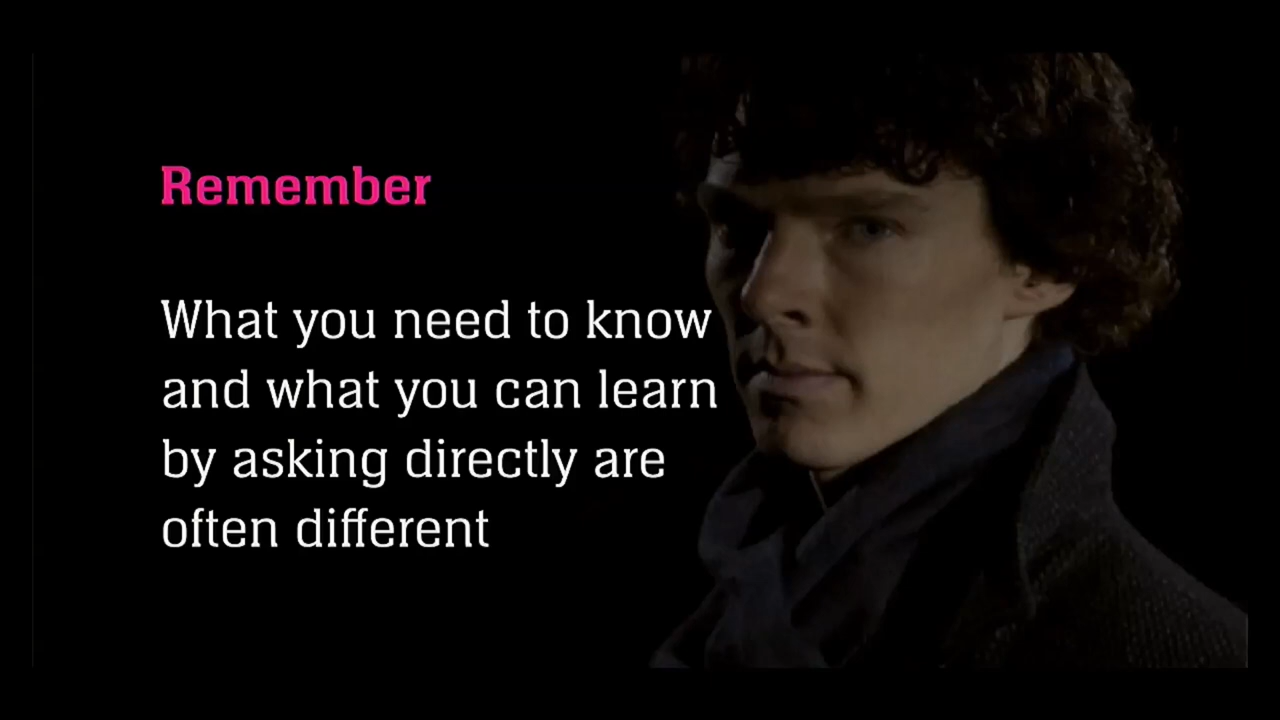 Remember
What you need to know
and what you can learn
by asking directly are
often different